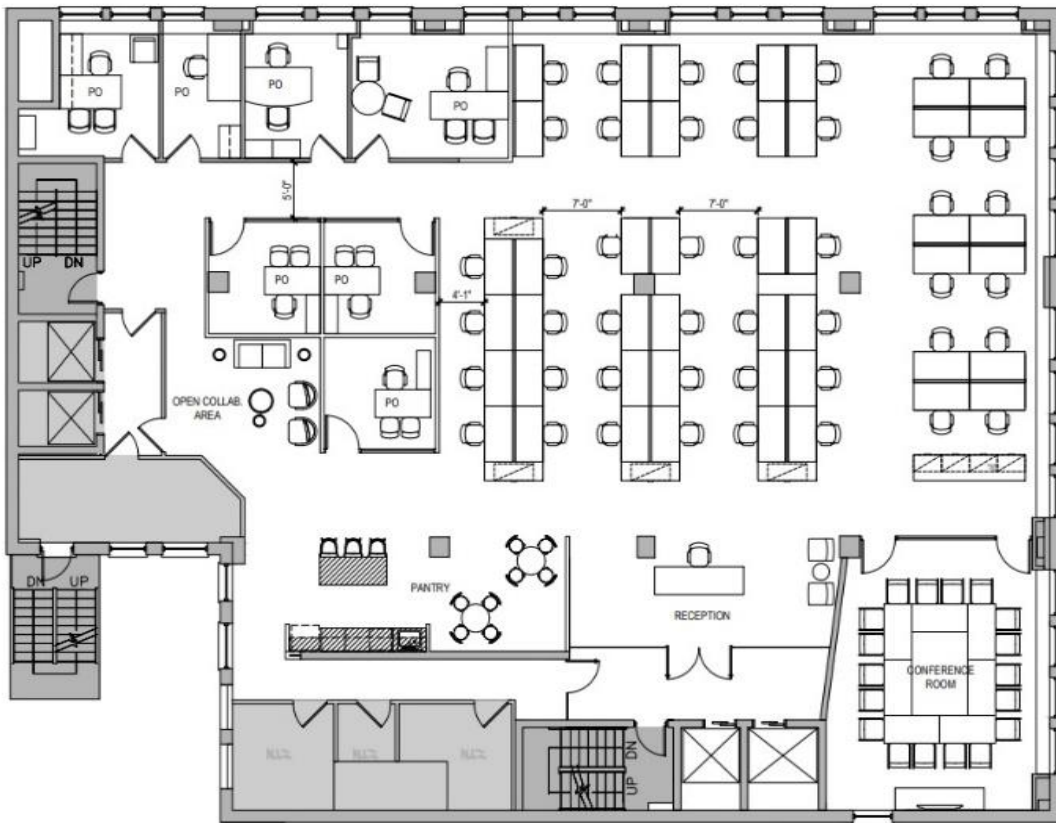 PO
PO
PO
PO
5'-0"
7'-0"
7'-0"
UP DN
PO
PO
4'-1"
OPEN COLLAB.
AREA
PO
DN UP
PANTRY
RECEPTION
CONFERENCE
ROOM
UP DN